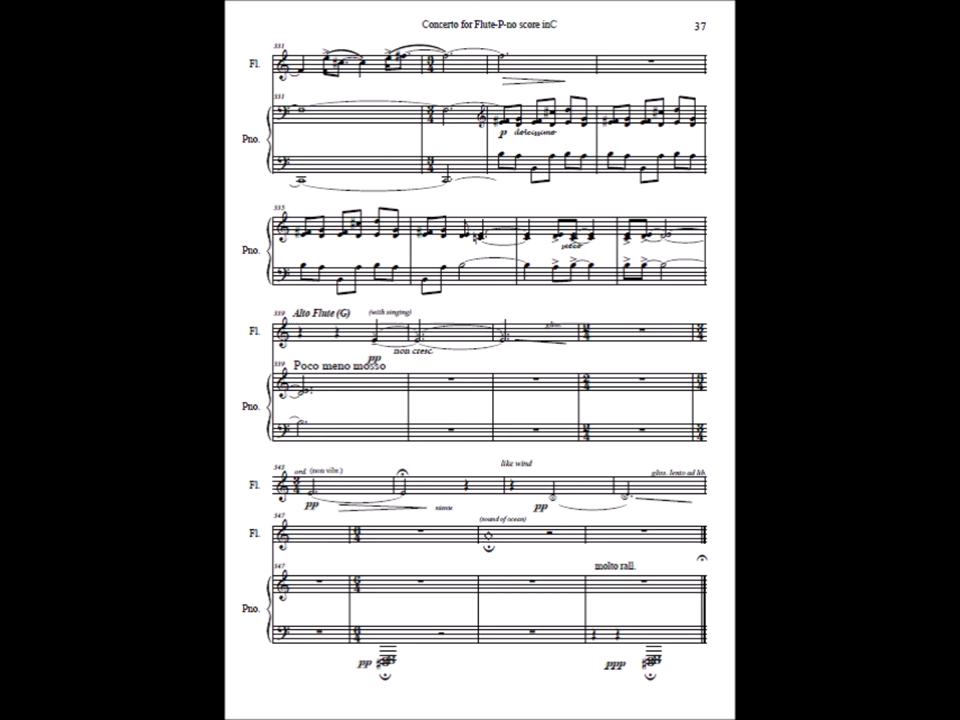 Concerto for Flute-P-no score inC
37
331
Fl.
331
Pno.
p dolcissimo
335
Pno.
339
Alto Flute (G)
(with singing)
Fl.
gliss.
pp
non cresc.
339
Poco meno mosso
Pno.
343
ord. (non vibr.)
like wind
gliss. lento ad lib.
Fl.
pp
niente
pp
347
(sound of ocean)
Fl.
347
molto rall.
Pno.
pp
ppp